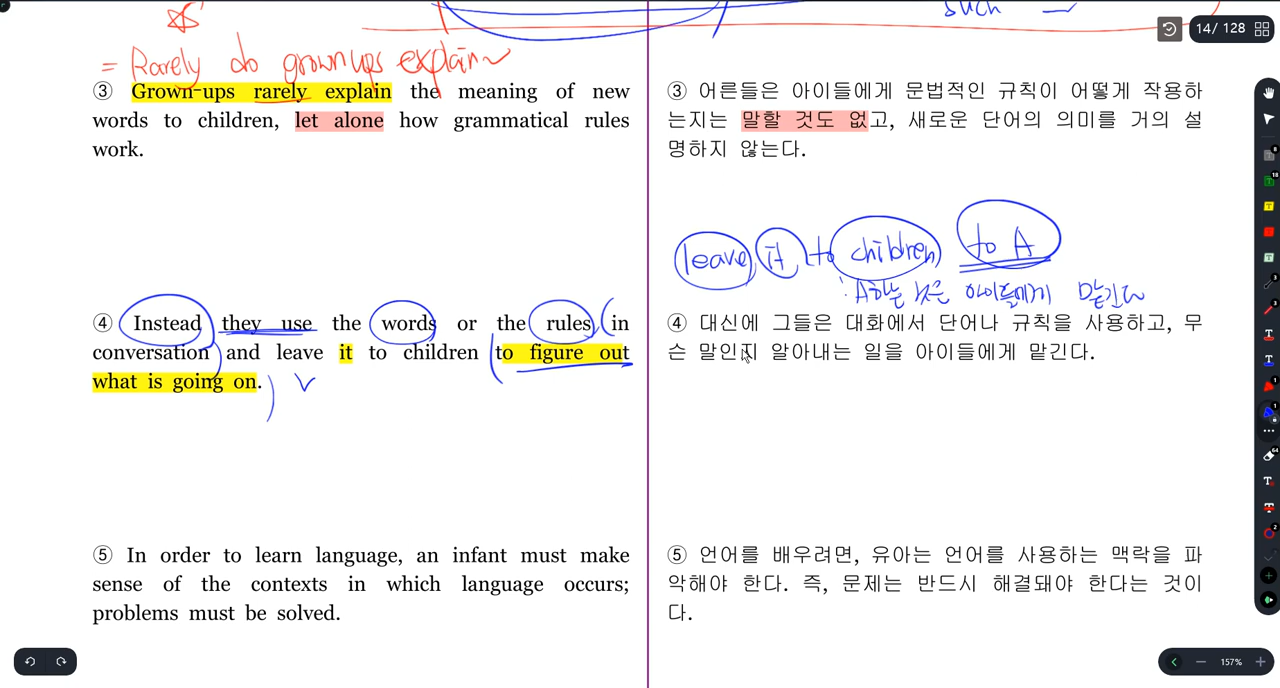 such
14 / 128
= Rarely do grownups explain~
③ Grown-ups rarely explain the meaning of new
words to children, let alone how grammatical rules
work.
③ 어른들은 아이들에게 문법적인 규칙이 어떻게 작용하
는지는 말할 것도 없고, 새로운 단어의 의미를 거의 설
명하지 않는다.
leave it to children to A
: A하는 것은 아이들에게 맡긴다
④ Instead they use the words or the rules in
conversation and leave it to children to figure out
what is going on.
④ 대신에 그들은 대화에서 단어나 규칙을 사용하고, 무
슨 말인지 알아내는 일을 아이들에게 맡긴다.
⑤ In order to learn language, an infant must make
sense of the contexts in which language occurs;
problems must be solved.
⑤ 언어를 배우려면, 유아는 언어를 사용하는 맥락을 파
악해야 한다. 즉, 문제는 반드시 해결돼야 한다는 것이
다.
157%